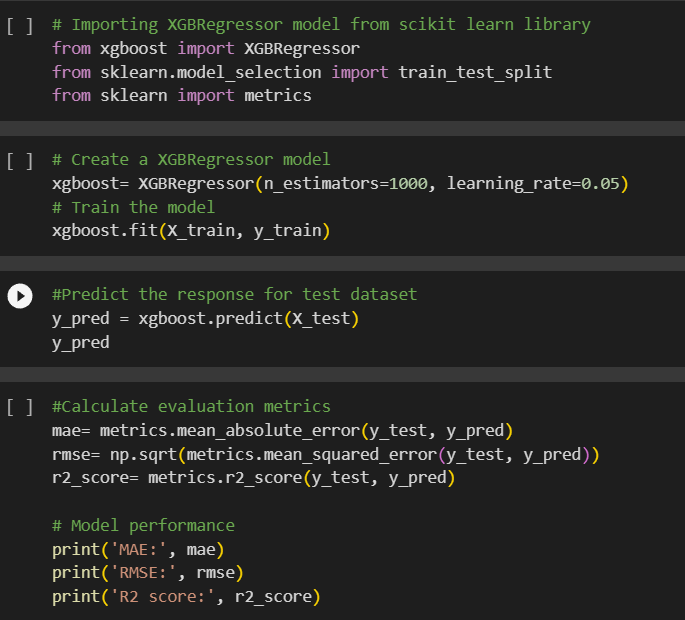 [ ] # Importing XGBRegressor model from scikit learn library
from xgboost import XGBRegressor
from sklearn.model_selection import train_test_split
from sklearn import metrics
[ ] # Create a XGBRegressor model
xgboost= XGBRegressor(n_estimators=1000, learning_rate=0.05)
# Train the model
xgboost.fit(X_train, y_train)
#Predict the response for test dataset
y_pred = xgboost.predict(X_test)
y_pred
[ ] #Calculate evaluation metrics
mae= metrics.mean_absolute_error(y_test, y_pred)
rmse= np.sqrt(metrics.mean_squared_error(y_test, y_pred))
r2_score= metrics.r2_score(y_test, y_pred)
# Model performance
print('MAE:', mae)
print('RMSE:', rmse)
print('R2 score:', r2_score)